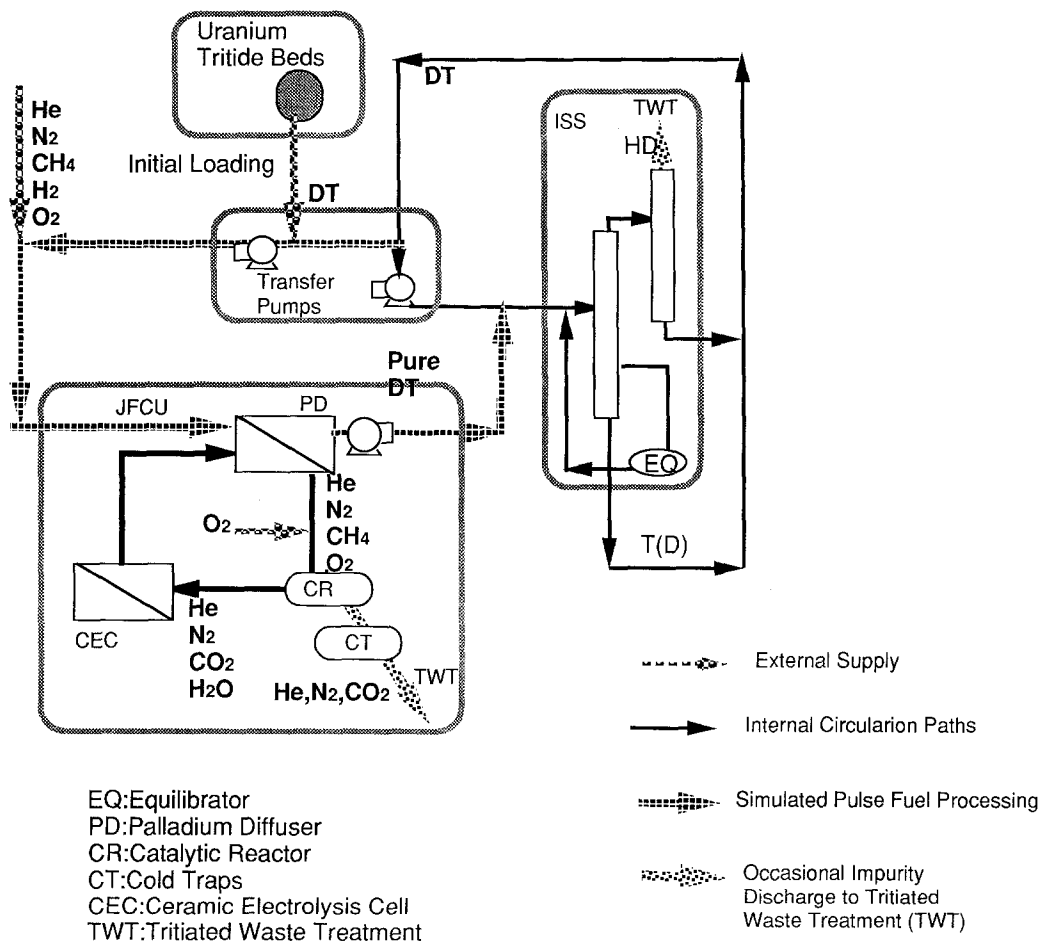 Uranium
Tritide Beds
He
N2
CH4
H2
O2
Initial Loading
DT
DT
ISS
TWT
HD
Transfer
Pumps
Pure
DT
JFCU
PD
EQ
He
N2
CH4
O2
O2
T(D)
CR
CEC
He
N2
CO2
H2O
CT
TWT
He,N2,CO2
External Supply
Internal Circularion Paths
Simulated Pulse Fuel Processing
Occasional Impurity
Discharge to Tritiated
Waste Treatment (TWT)
EQ:Equilibrator
PD:Palladium Diffuser
CR:Catalytic Reactor
CT:Cold Traps
CEC:Ceramic Electrolysis Cell
TWT:Tritiated Waste Treatment